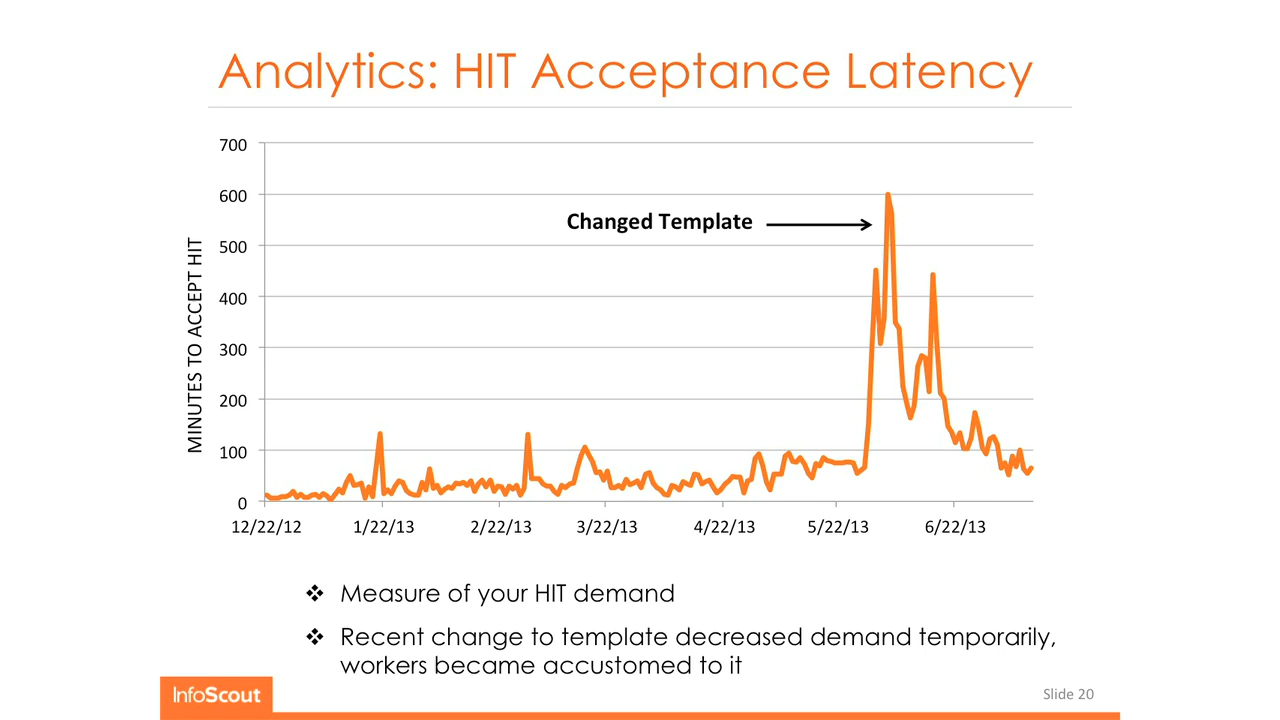 Analytics: HIT Acceptance Latency
700
600
500
400
300
200
100
0
MINUTES TO ACCEPT HIT
Changed Template
12/22/12 1/22/13 2/22/13 3/22/13 4/22/13 5/22/13 6/22/13
❖ Measure of your HIT demand
❖ Recent change to template decreased demand temporarily,
workers became accustomed to it
InfoScout
Slide 20